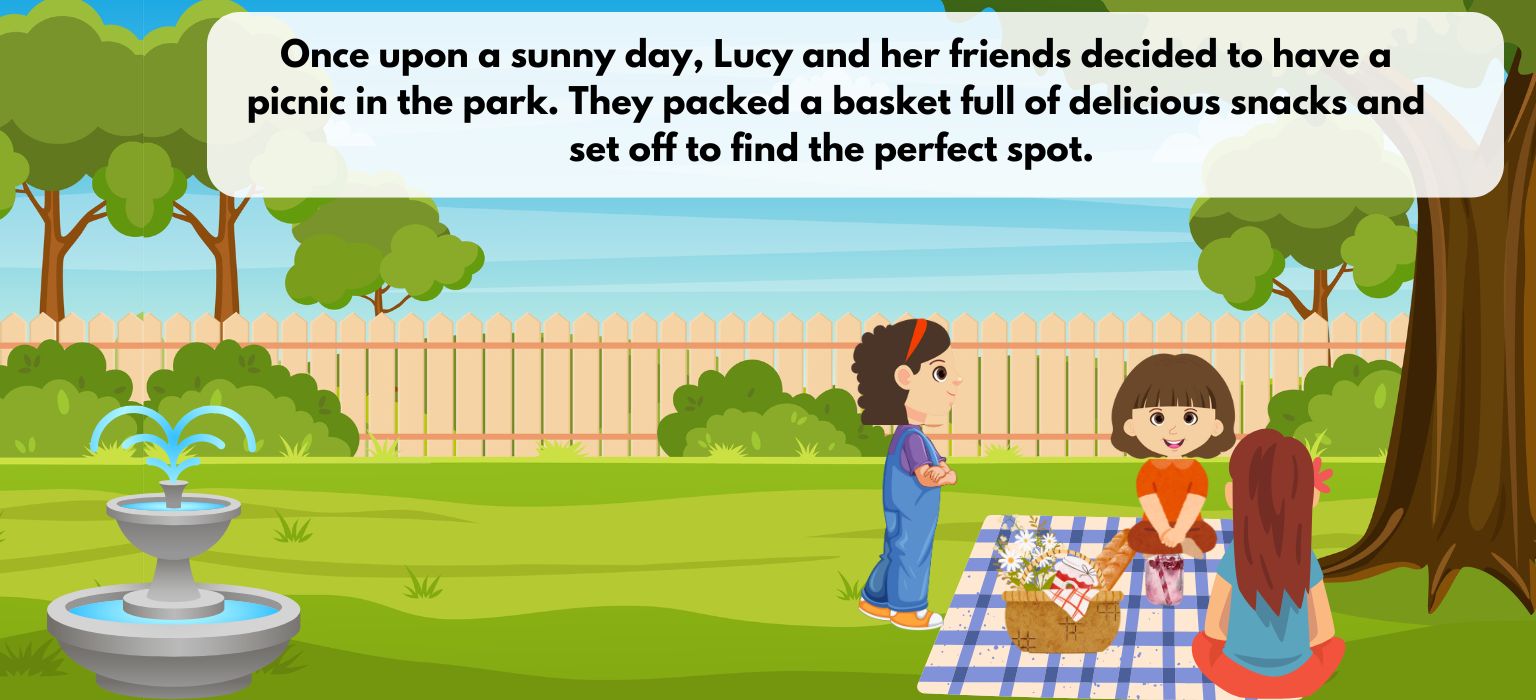 Once upon a sunny day, Lucy and her friends decided to have a
picnic in the park. They packed a basket full of delicious snacks and
set off to find the perfect spot.